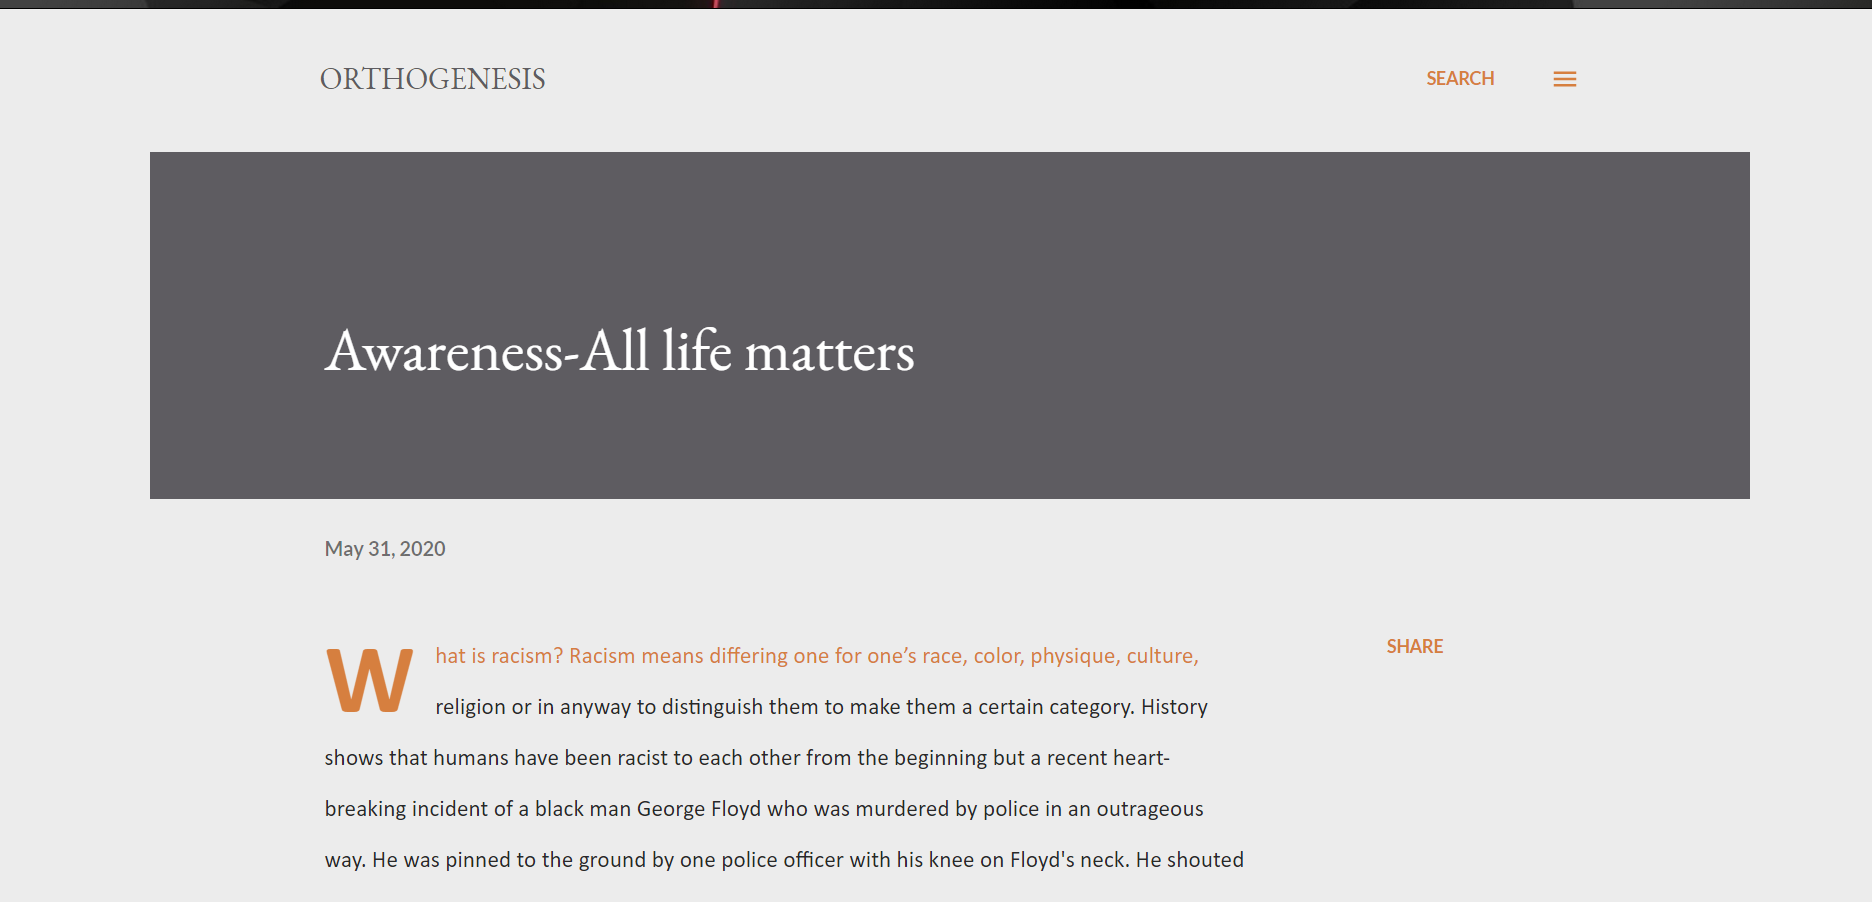 ORTHOGENESIS
SEARCH
Awareness-All life matters
May 31, 2020
What is racism? Racism means differing one for one’s race, color, physique, culture,
religion or in anyway to distinguish them to make them a certain category. History
shows that humans have been racist to each other from the beginning but a recent heart-
breaking incident of a black man George Floyd who was murdered by police in an outrageous
way. He was pinned to the ground by one police officer with his knee on Floyd's neck. He shouted
SHARE